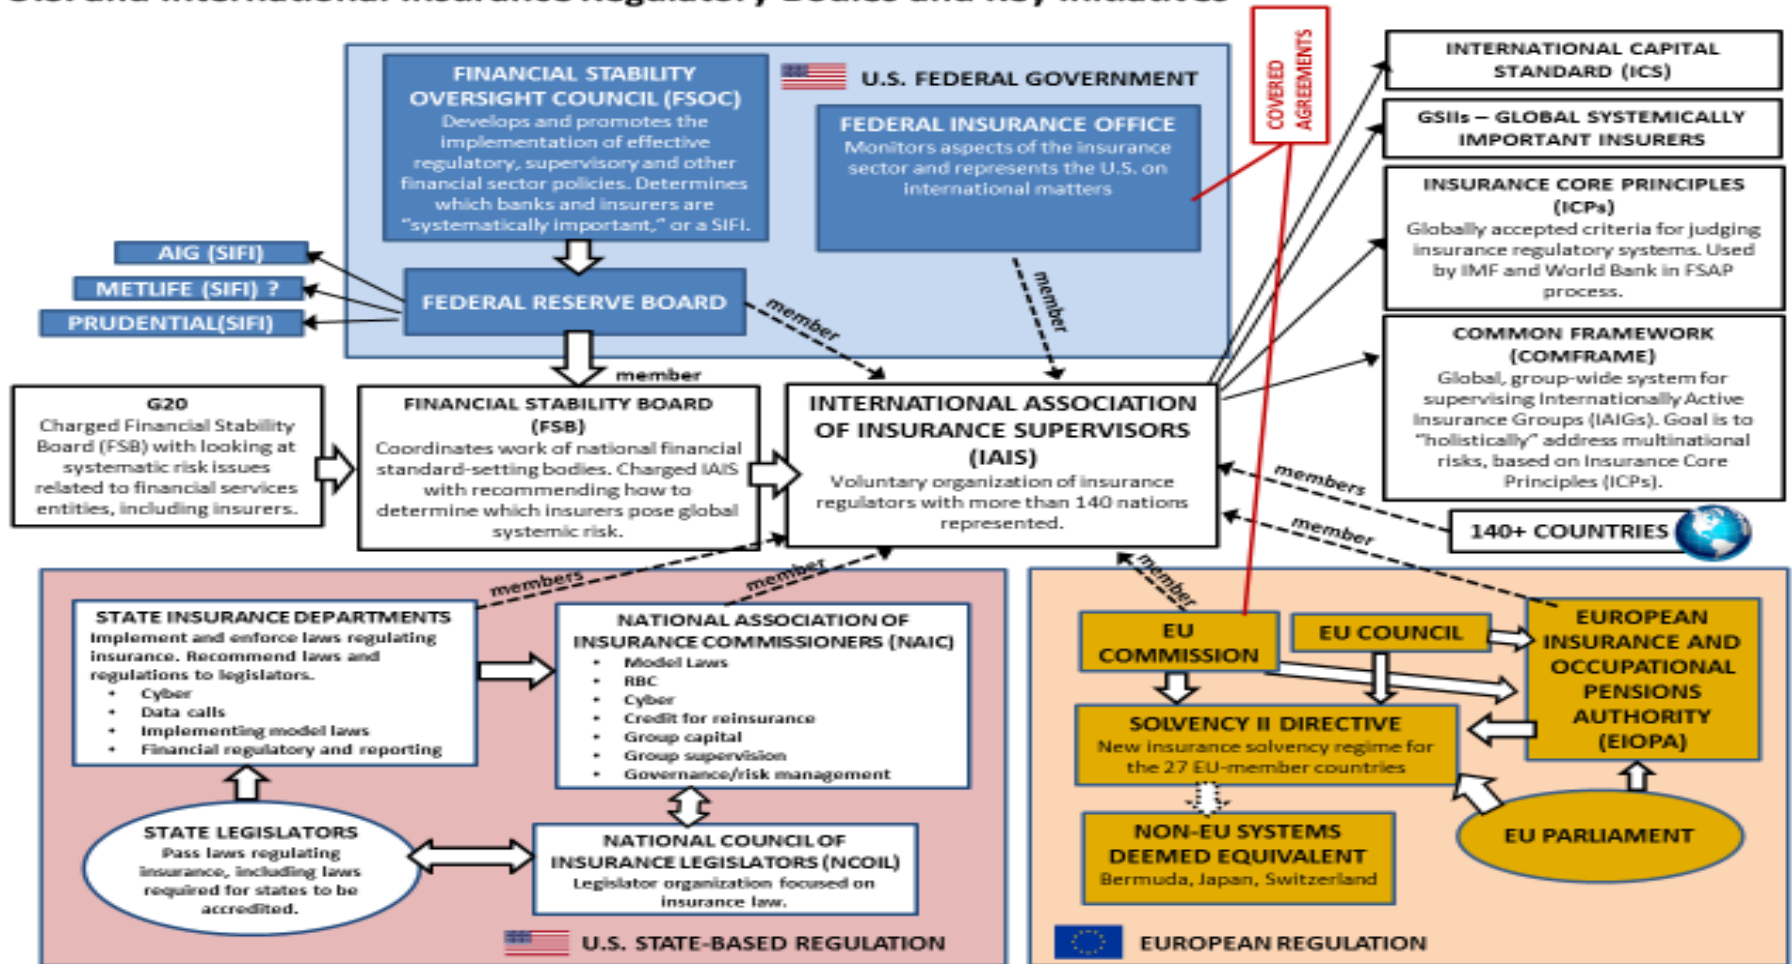 U.S. and International Insurance Regulatory Bodies and Key Initiatives
COVERED
AGREEMENTS
FINANCIAL STABILITY
OVERSIGHT COUNCIL (FSOC)
Develops and promotes the
implementation of effective
regulatory, supervisory and other
financial sector policies. Determines
which banks and insurers are
“systematically important,” or a SIFI.
U.S. FEDERAL GOVERNMENT
FEDERAL INSURANCE OFFICE
Monitors aspects of the insurance
sector and represents the U.S. on
international matters
INTERNATIONAL CAPITAL
STANDARD (ICS)
GSIIs – GLOBAL SYSTEMICALLY
IMPORTANT INSURERS
INSURANCE CORE PRINCIPLES
(ICPs)
Globally accepted criteria for judging
insurance regulatory systems. Used
by IMF and World Bank in FSAP
process.
AIG (SIFI)
METLIFE (SIFI) ?
PRUDENTIAL(SIFI)
FEDERAL RESERVE BOARD
member
member
member
COMMON FRAMEWORK
(COMFRAME)
Global, group-wide system for
supervising Internationally Active
Insurance Groups (IAIGs). Goal is to
“holistically” address multinational
risks, based on Insurance Core
Principles (ICPs).
G20
Charged Financial Stability
Board (FSB) with looking at
systematic risk issues
related to financial services
entities, including insurers.
FINANCIAL STABILITY BOARD
(FSB)
Coordinates work of national financial
standard-setting bodies. Charged IAIS
with recommending how to
determine which insurers pose global
systemic risk.
INTERNATIONAL ASSOCIATION
OF INSURANCE SUPERVISORS
(IAIS)
Voluntary organization of insurance
regulators with more than 140 nations
represented.
members
140+ COUNTRIES
member
members
member
member
STATE INSURANCE DEPARTMENTS
Implement and enforce laws regulating
insurance. Recommend laws and
regulations to legislators.
• Cyber
• Data calls
• Implementing model laws
• Financial regulatory and reporting
NATIONAL ASSOCIATION OF
INSURANCE COMMISSIONERS (NAIC)
• Model Laws
• RBC
• Cyber
• Credit for reinsurance
• Group capital
• Group supervision
• Governance/risk management
STATE LEGISLATORS
Pass laws regulating
insurance, including laws
required for states to be
accredited.
NATIONAL COUNCIL OF
INSURANCE LEGISLATORS (NCOIL)
Legislator organization focused on
insurance law.
U.S. STATE-BASED REGULATION
EU
COMMISSION
EU COUNCIL
EUROPEAN
INSURANCE AND
OCCUPATIONAL
PENSIONS
AUTHORITY
(EIOPA)
SOLVENCY II DIRECTIVE
New insurance solvency regime for
the 27 EU-member countries
NON-EU SYSTEMS
DEEMED EQUIVALENT
Bermuda, Japan, Switzerland
EU PARLIAMENT
EUROPEAN REGULATION